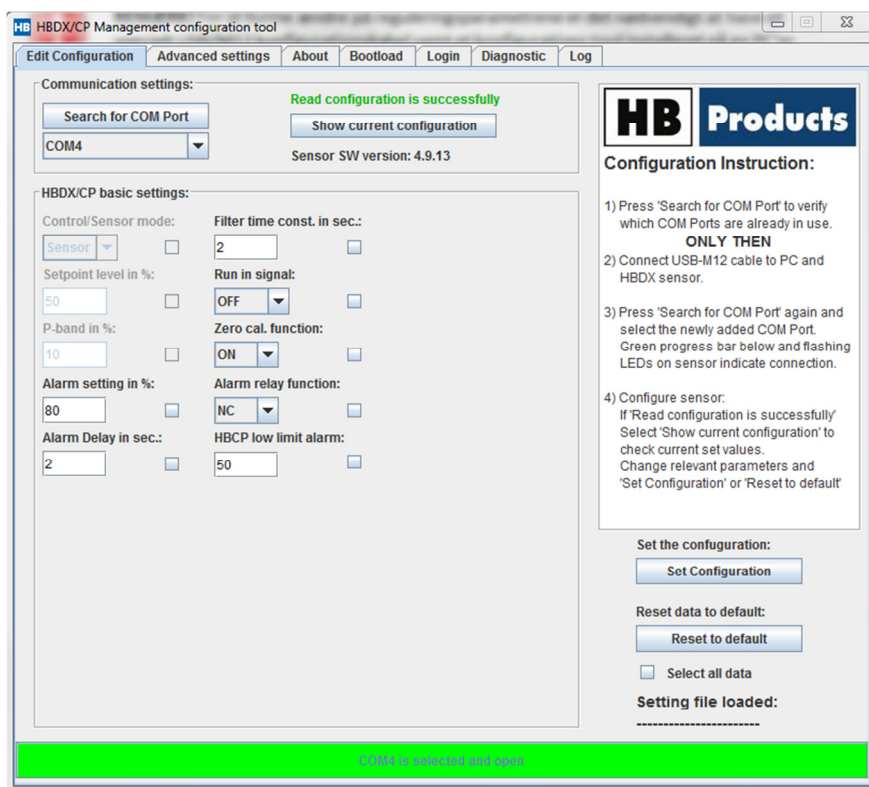 HB HBDX/CP Management configuration tool
Edit Configuration Advanced settings About Bootload Login Diagnostic Log
Communication settings:
Search for COM Port
COM4
Read configuration is successfully
Show current configuration
Sensor SW version: 4.9.13
HBDX/CP basic settings:
Control/Sensor mode: Filter time const. in sec.:
Sensor 2
Setpoint level in %: Run in signal:
50 OFF
P-band in %: Zero cal. function:
10 ON
Alarm setting in %: Alarm relay function:
80 NC
Alarm Delay in sec.: HBCP low limit alarm:
2 50
HB Products
Configuration Instruction:
1) Press 'Search for COM Port' to verify
which COM Ports are already in use.
ONLY THEN
2) Connect USB-M12 cable to PC and
HBDX sensor.
3) Press 'Search for COM Port' again and
select the newly added COM Port.
Green progress bar below and flashing
LEDs on sensor indicate connection.
4) Configure sensor:
If 'Read configuration is successfully'
Select 'Show current configuration' to
check current set values.
Change relevant parameters and
'Set Configuration' or 'Reset to default'
Set the confuguration:
Set Configuration
Reset data to default:
Reset to default
Select all data
Setting file loaded:
-----------------------
COM4 is selected and open